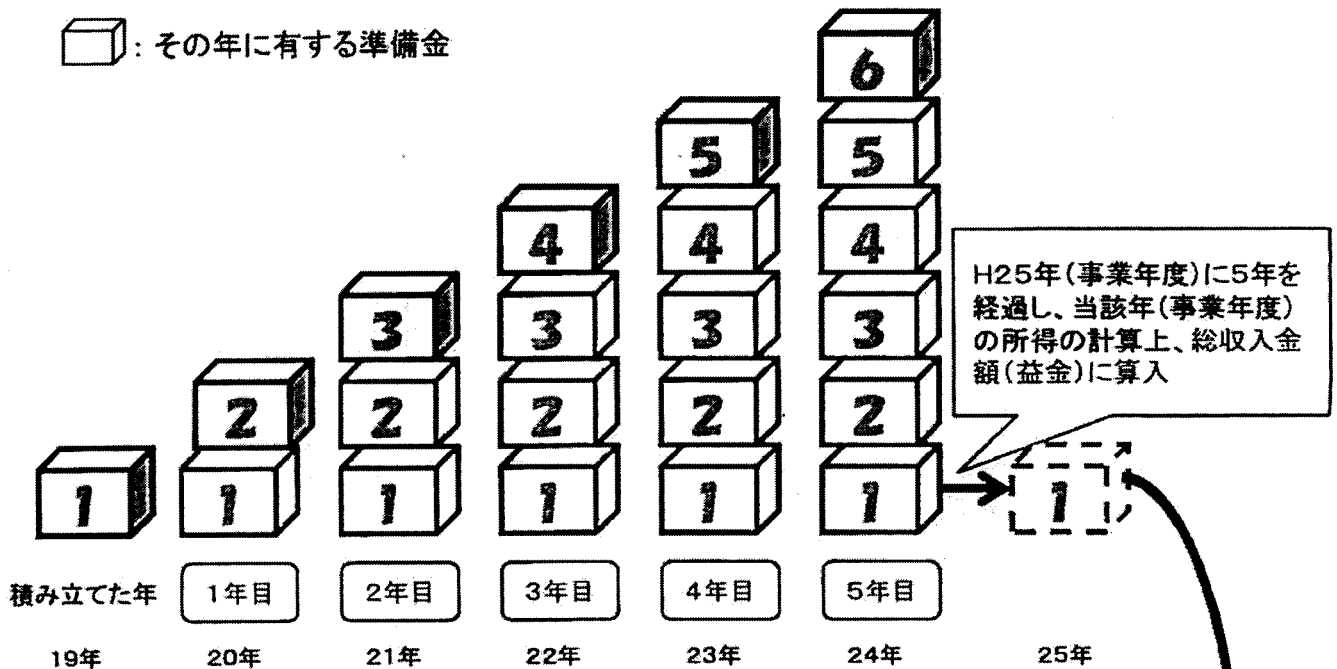 : その年に有する準備金
6
5 5
4 4 4
H25年(事業年度)に5年を
経過し、当該年(事業年度)
の所得の計算上、総収入金
額(益金)に算入
3 3 3 3
2 2 2 2 2
1 1 1 1 1 1 1
積み立てた年 1年目 2年目 3年目 4年目 5年目
19年 20年 21年 22年 23年 24年 25年